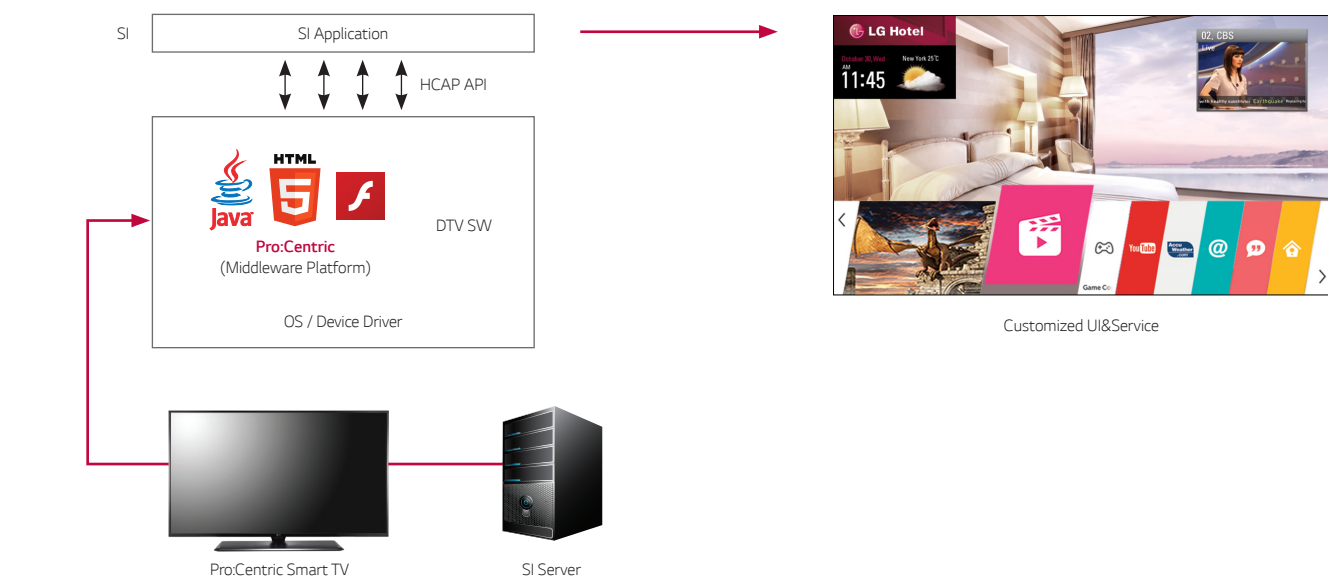 SI
SI Application
HCAP API
Java
HTML
5
Pro:Centric
(Middleware Platform)
DTV SW
OS / Device Driver
Pro:Centric Smart TV
SI Server
LG Hotel
October 30, Wed
AM
11:45
New York 25℃
02, CBS
Live
Earthquake
YouTube
Accu
Weather
.com
@
Game Co
Customized UI&Service